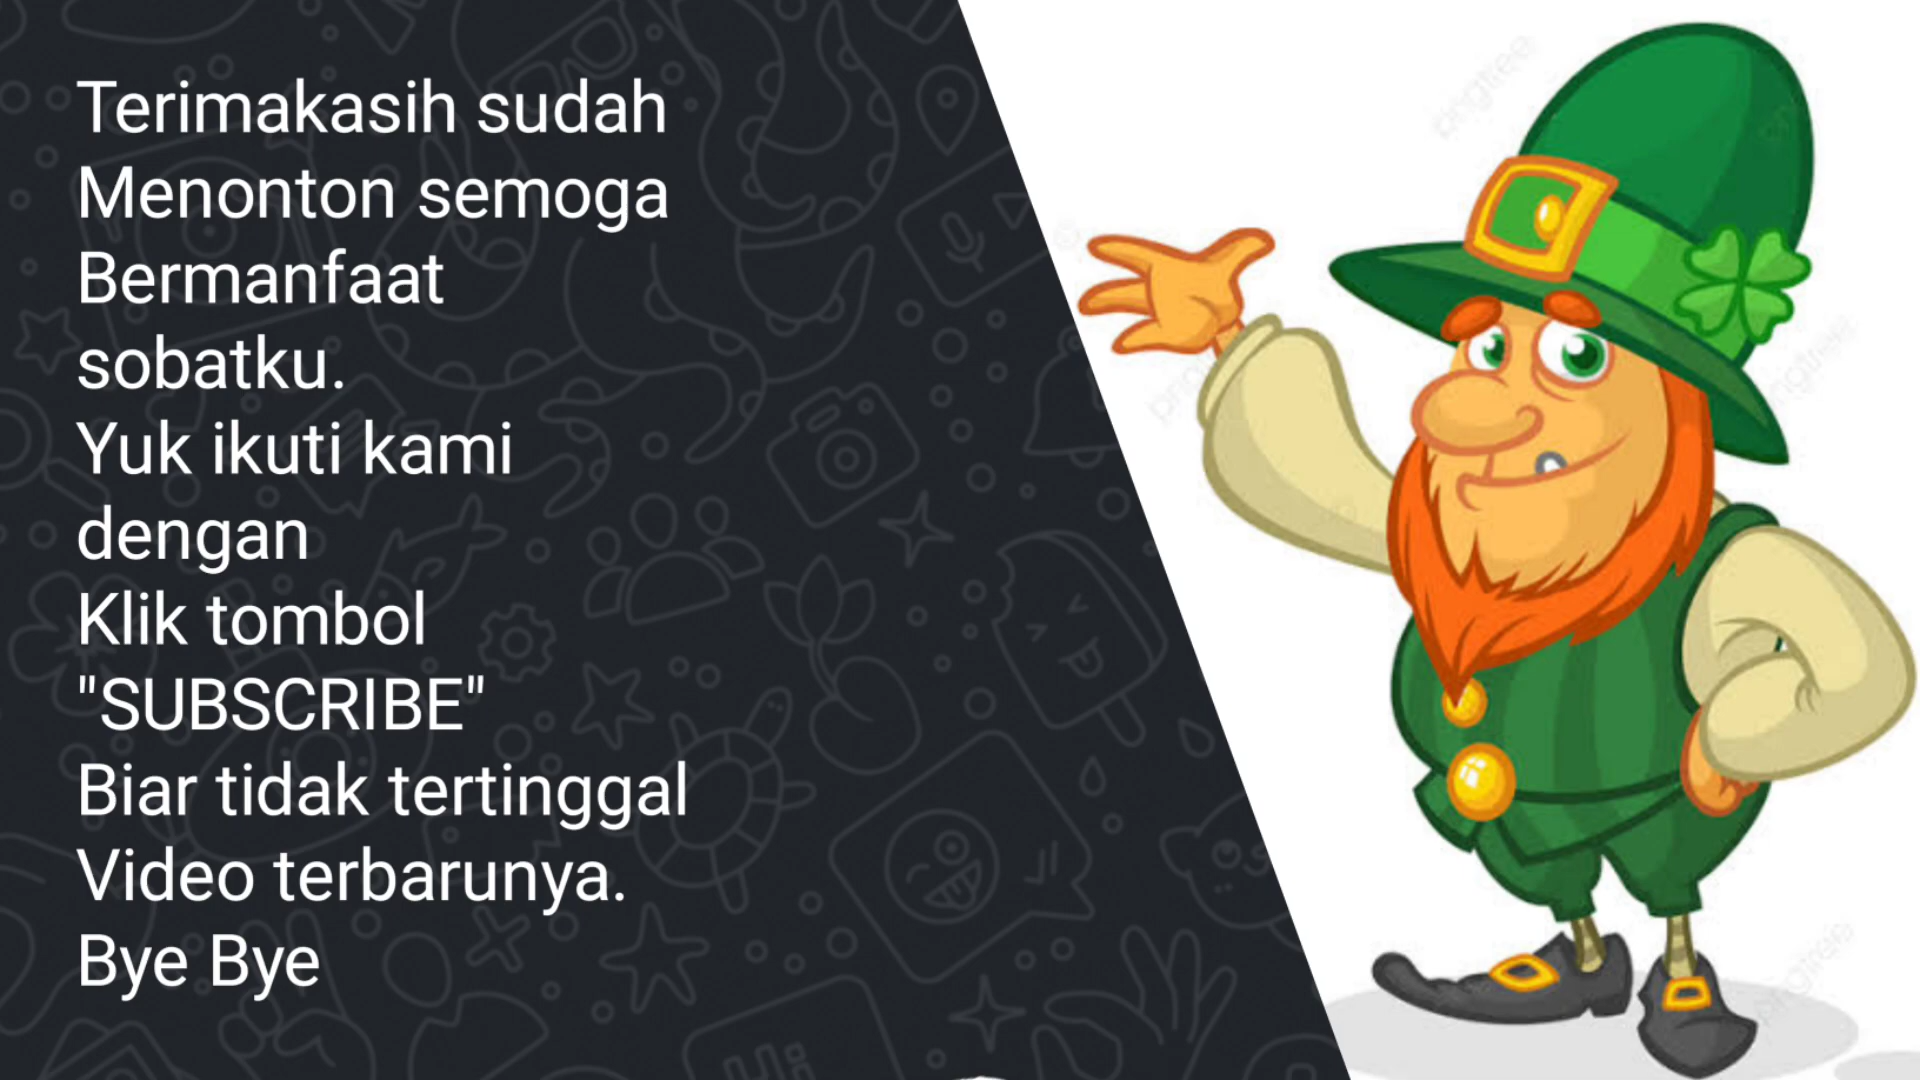 Terimakasih sudah
Menonton semoga
Bermanfaat
sobatku.
Yuk ikuti kami
dengan
Klik tombol
"SUBSCRIBE"
Biar tidak tertinggal
Video terbarunya.
Bye Bye
pngtree